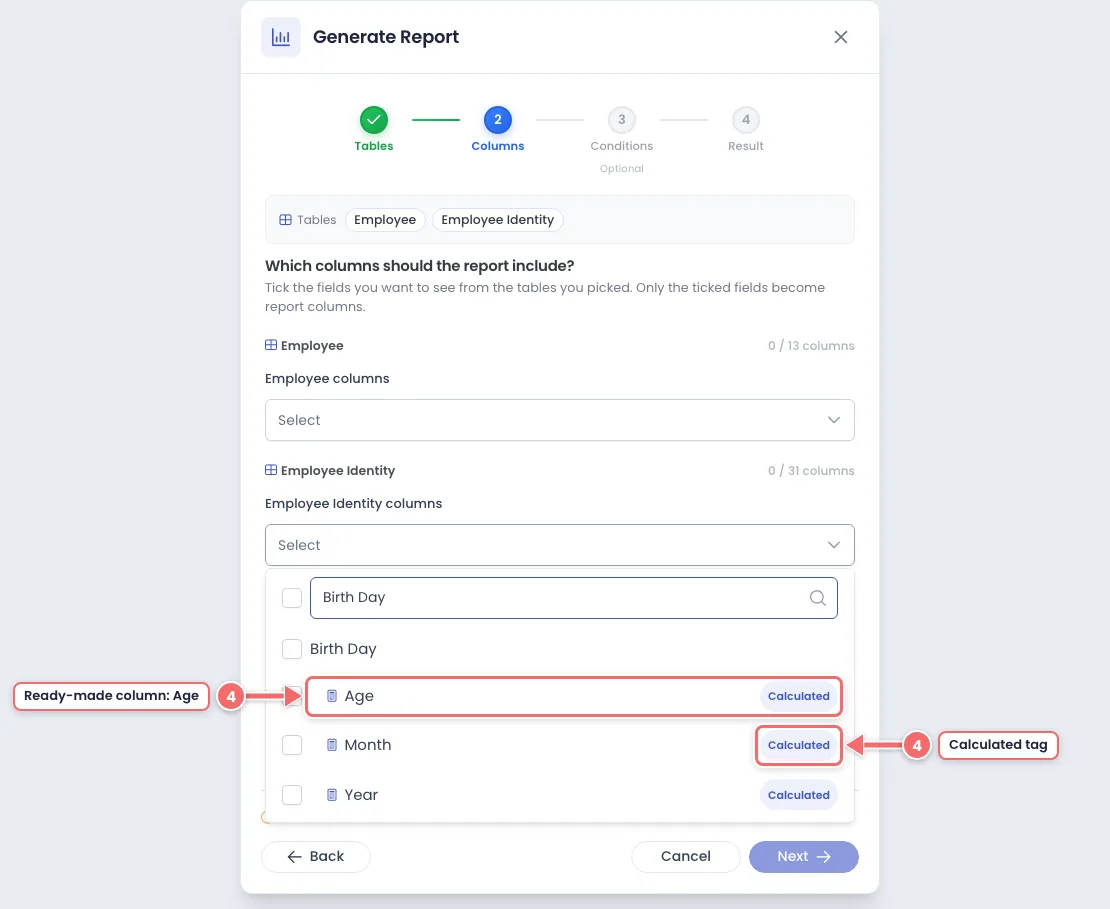 Generate Report
2
3
4
Tables
Columns
Conditions
Result
Optional
Tables
Employee
Employee Identity
Which columns should the report include?
Tick the fields you want to see from the tables you picked. Only the ticked fields become
report columns.
Employee
0 / 13 columns
Employee columns
Select
Employee Identity
0 / 31 columns
Employee Identity columns
Select
Birth Day
Birth Day
Ready-made column: Age
4
Age
Calculated
Month
Calculated
4
Calculated tag
Year
Calculated
Back
Cancel
Next